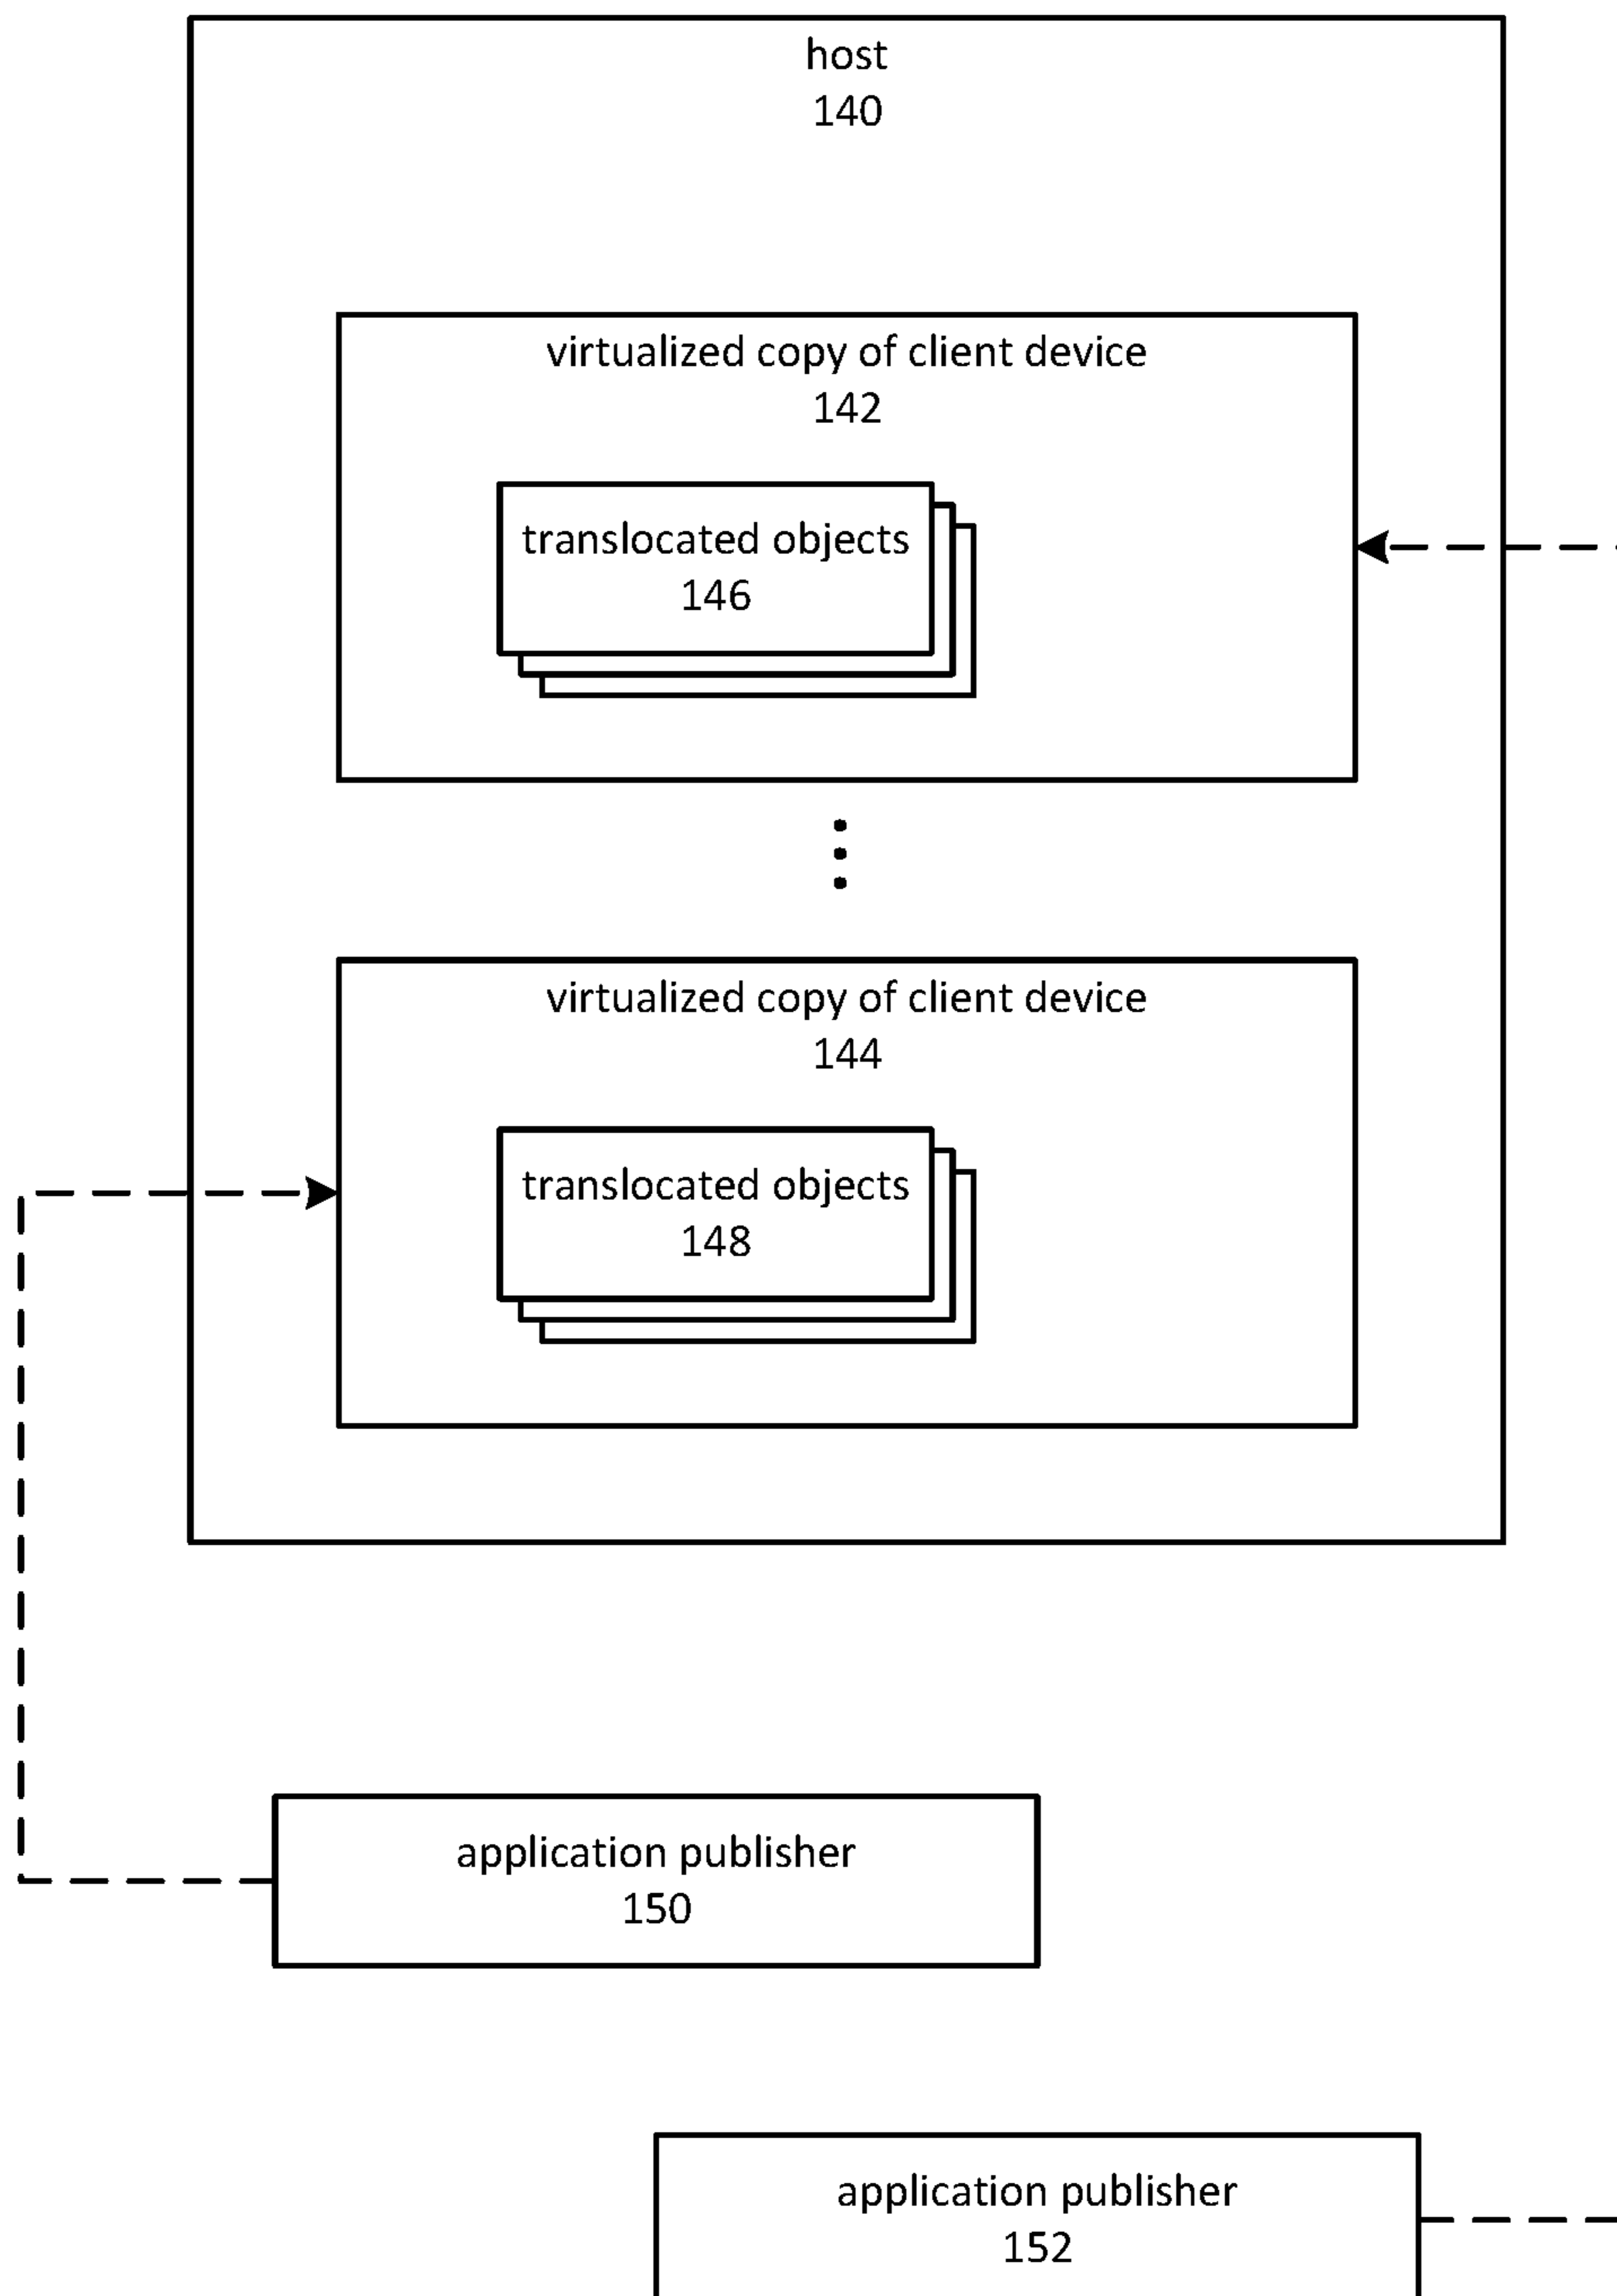 host
140
virtualized copy of client device
142
translocated objects
146
virtualized copy of client device
144
translocated objects
148
application publisher
150
application publisher
152